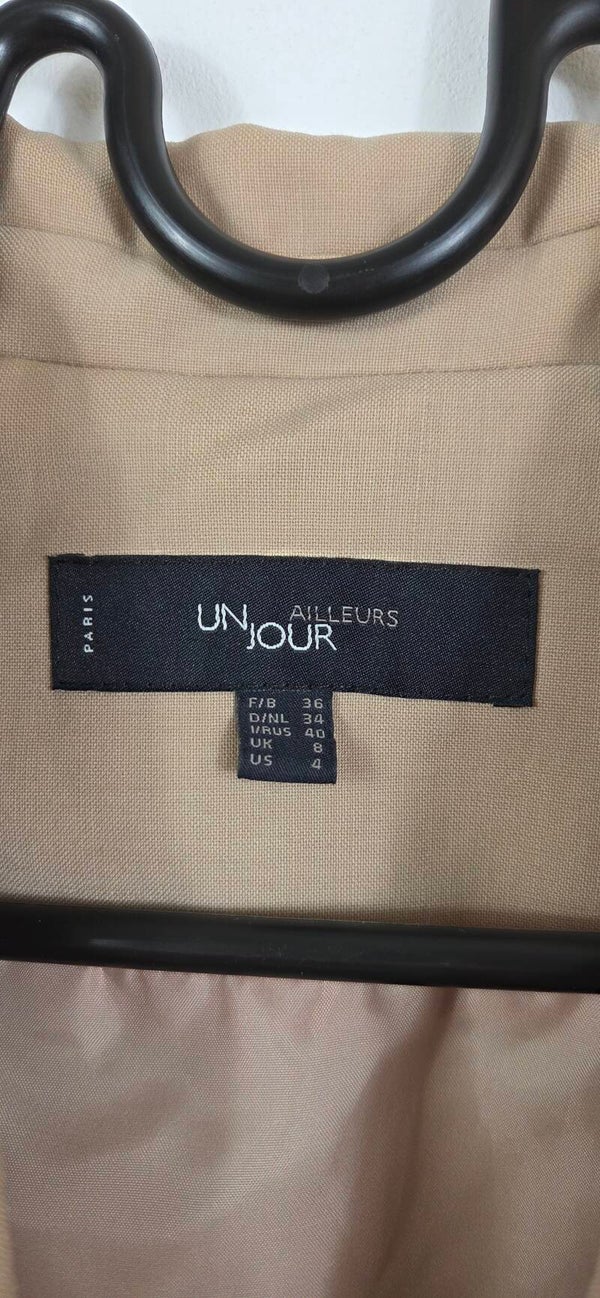 PARIS
UN JOUR AILLEURS
F/B 36
D/NL 34
I/RUS 40
UK 8
US 4